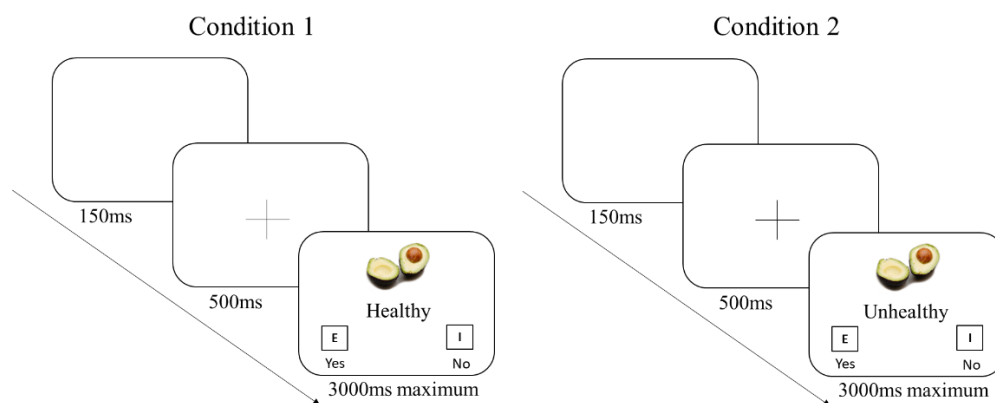 Condition 1
150ms
500ms
Healthy
E I
Yes No
3000ms maximum
Condition 2
150ms
500ms
Unhealthy
E I
Yes No
3000ms maximum